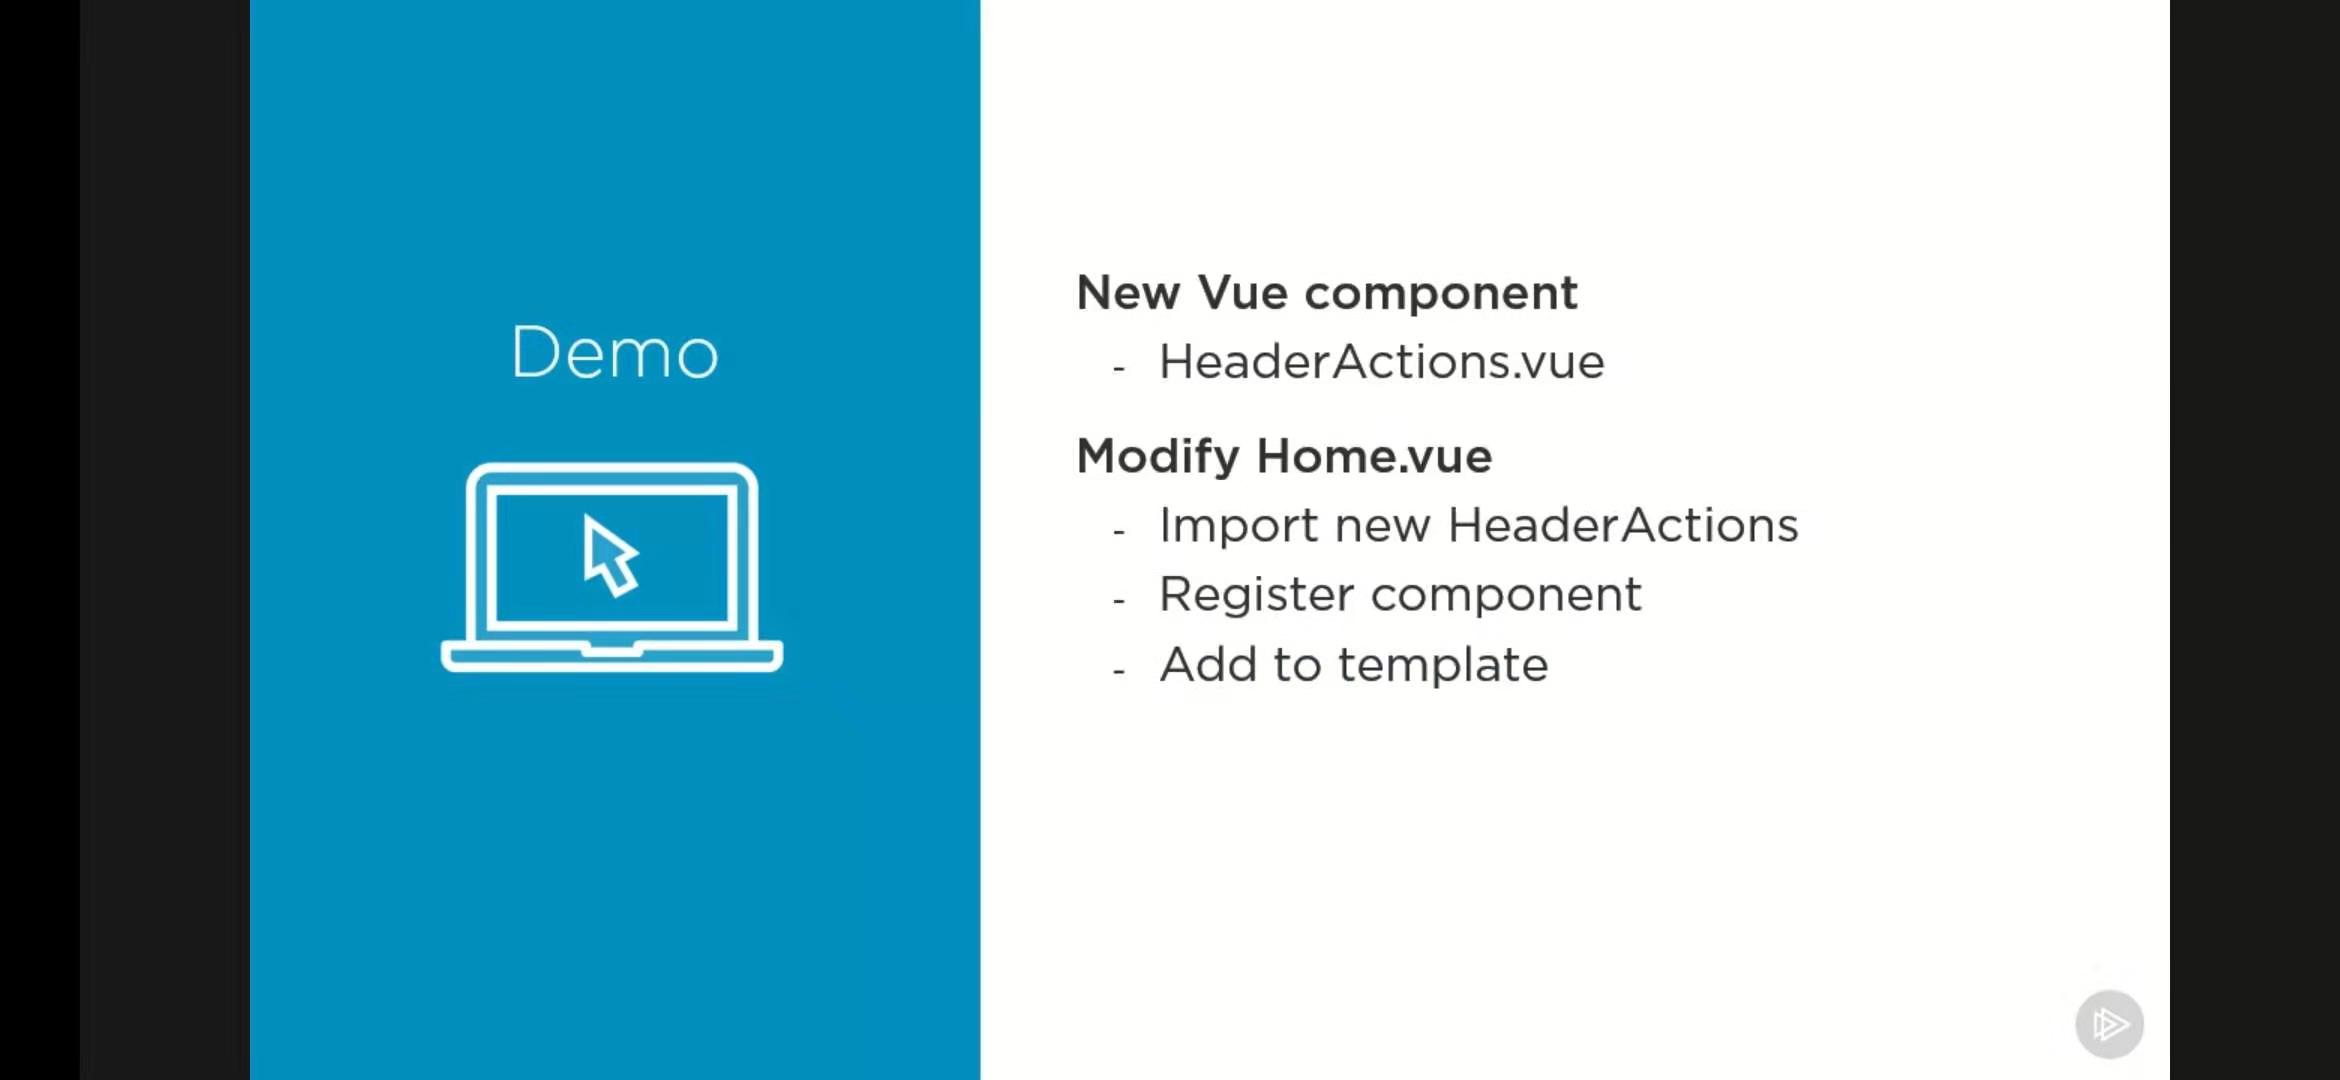 Demo
New Vue component
- HeaderActions.vue
Modify Home.vue
- Import new HeaderActions
- Register component
- Add to template